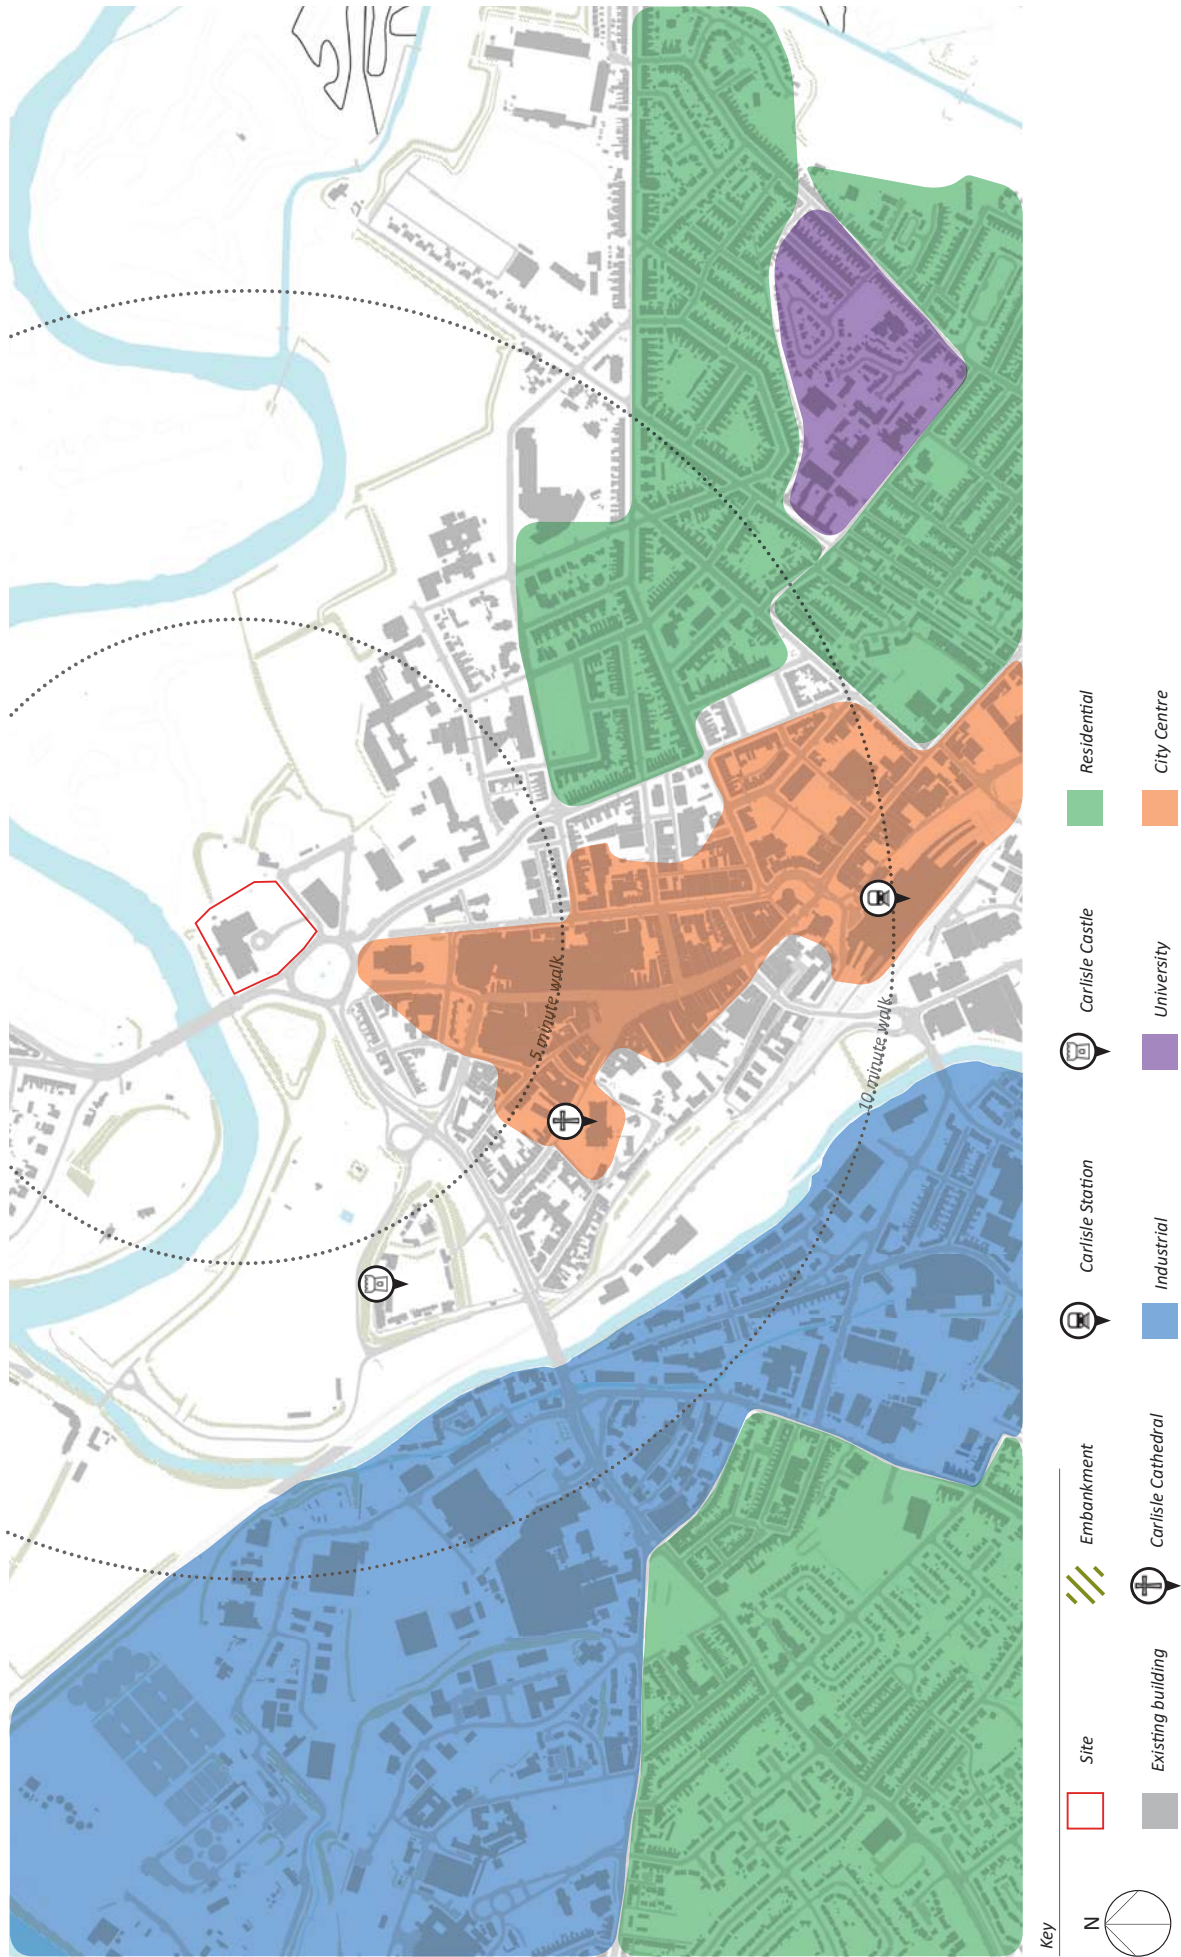 5 minute walk
10 minute walk
Key
N
Site
Embankment
Carlisle Station
Carlisle Castle
Residential
Existing building
Carlisle Cathedral
Industrial
University
City Centre